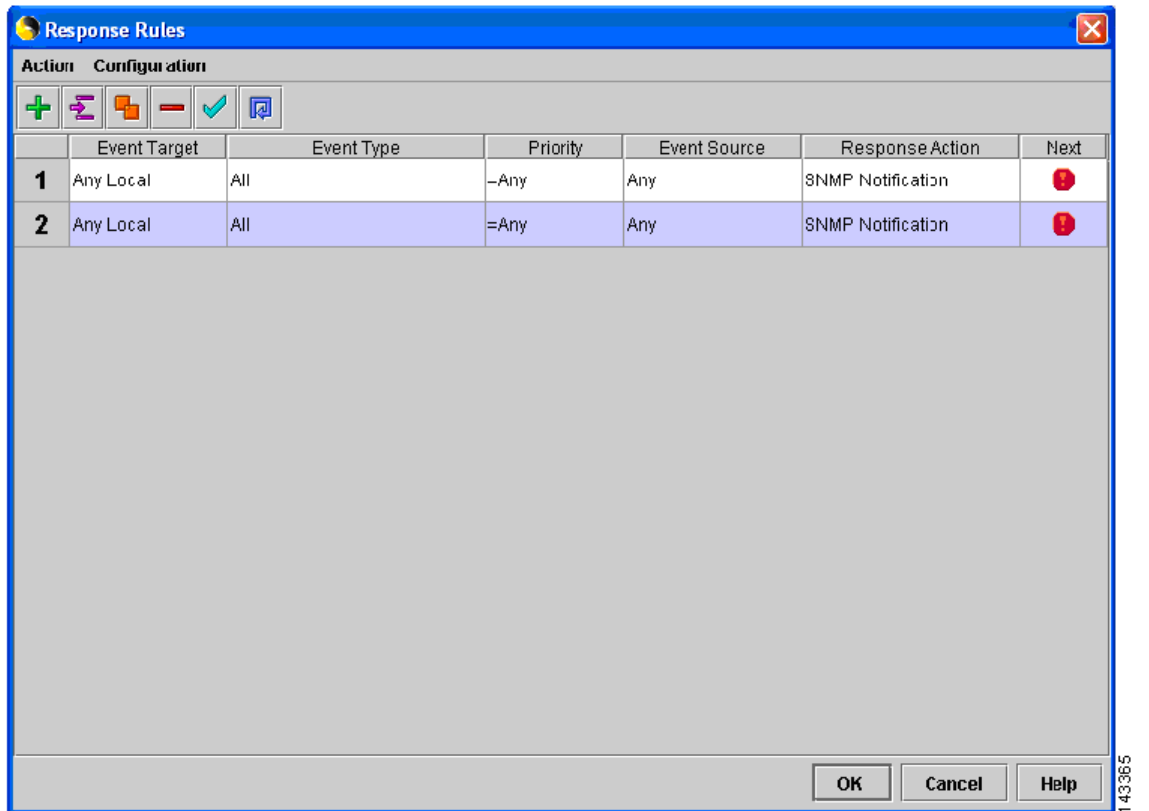 Response Rules
Action Configuration
Event Target Event Type Priority Event Source Response Action Next
1 Any Local All =Any Any SNMP Notification
2 Any Local All =Any Any SNMP Notification
OK Cancel Help
143365